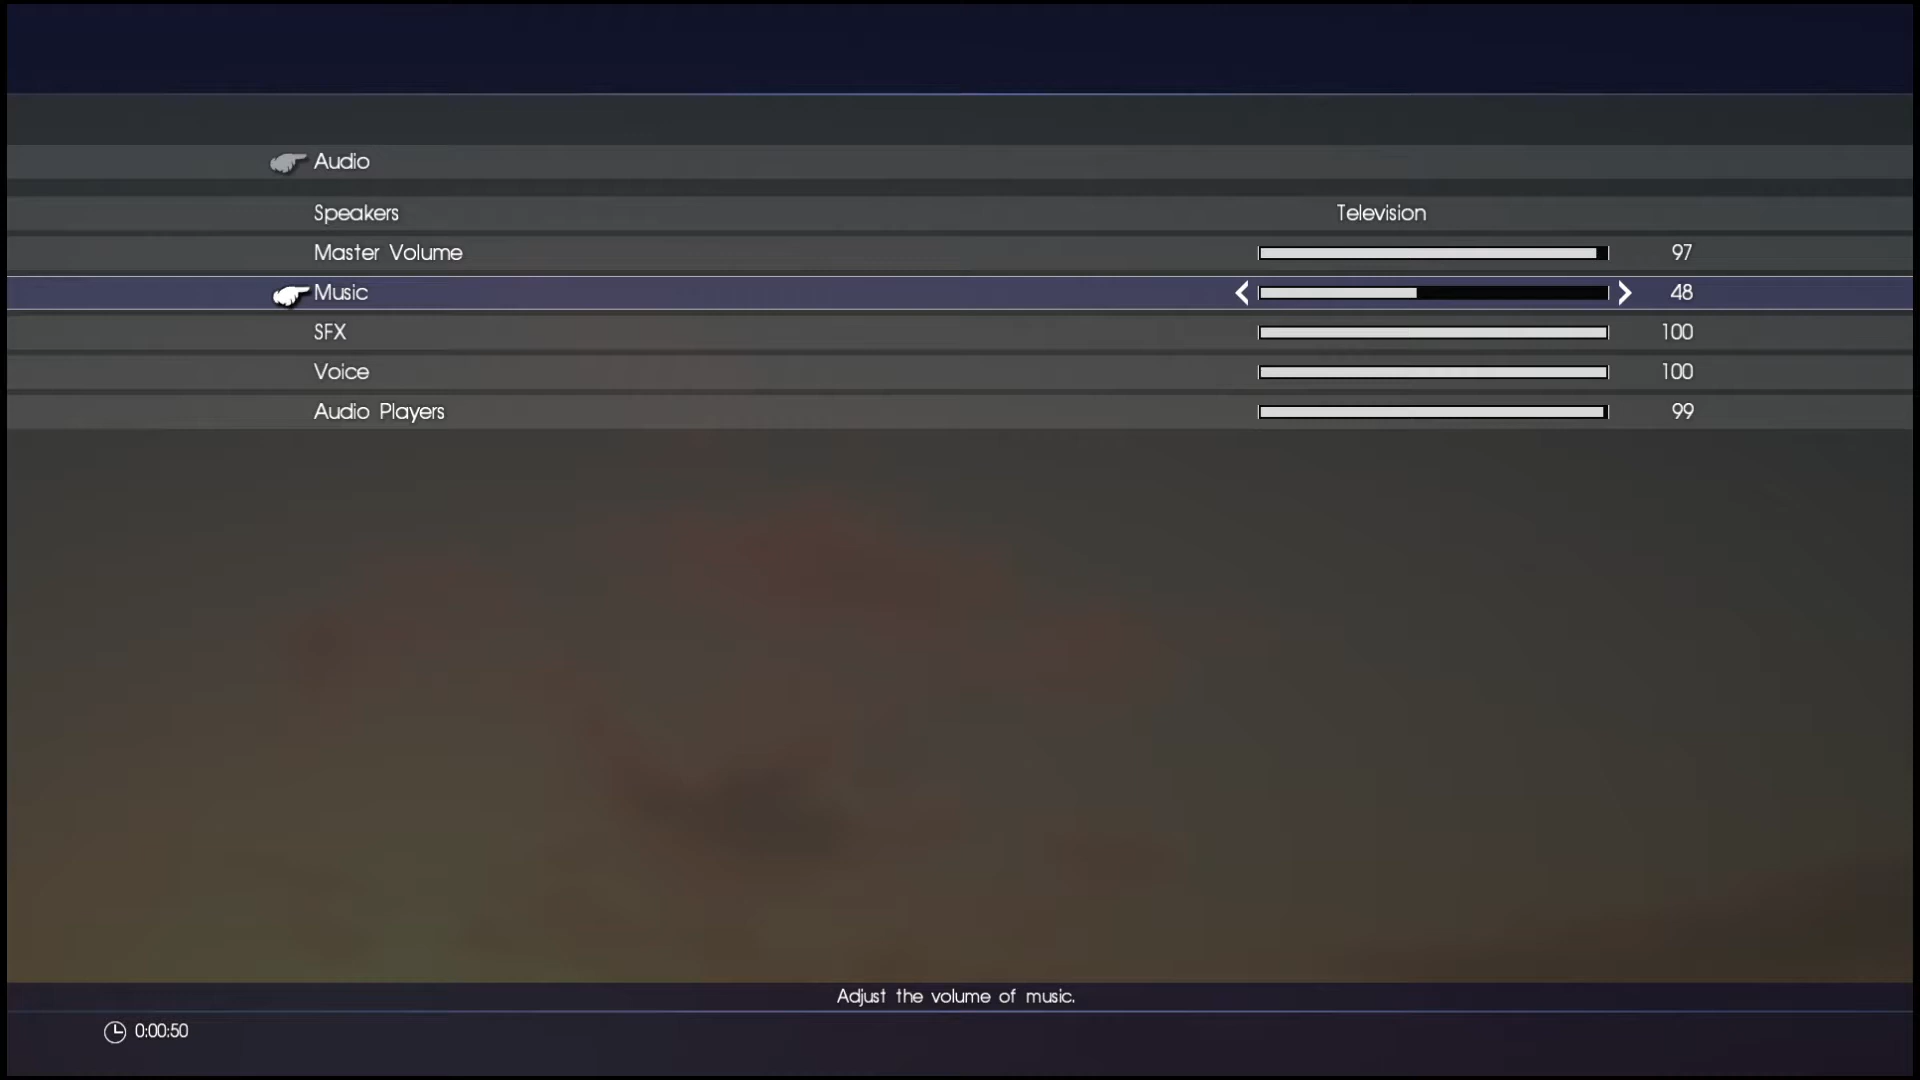 Audio
Speakers Television
Master Volume 97
Music 48
SFX 100
Voice 100
Audio Players 99
Adjust the volume of music.
0:00:50